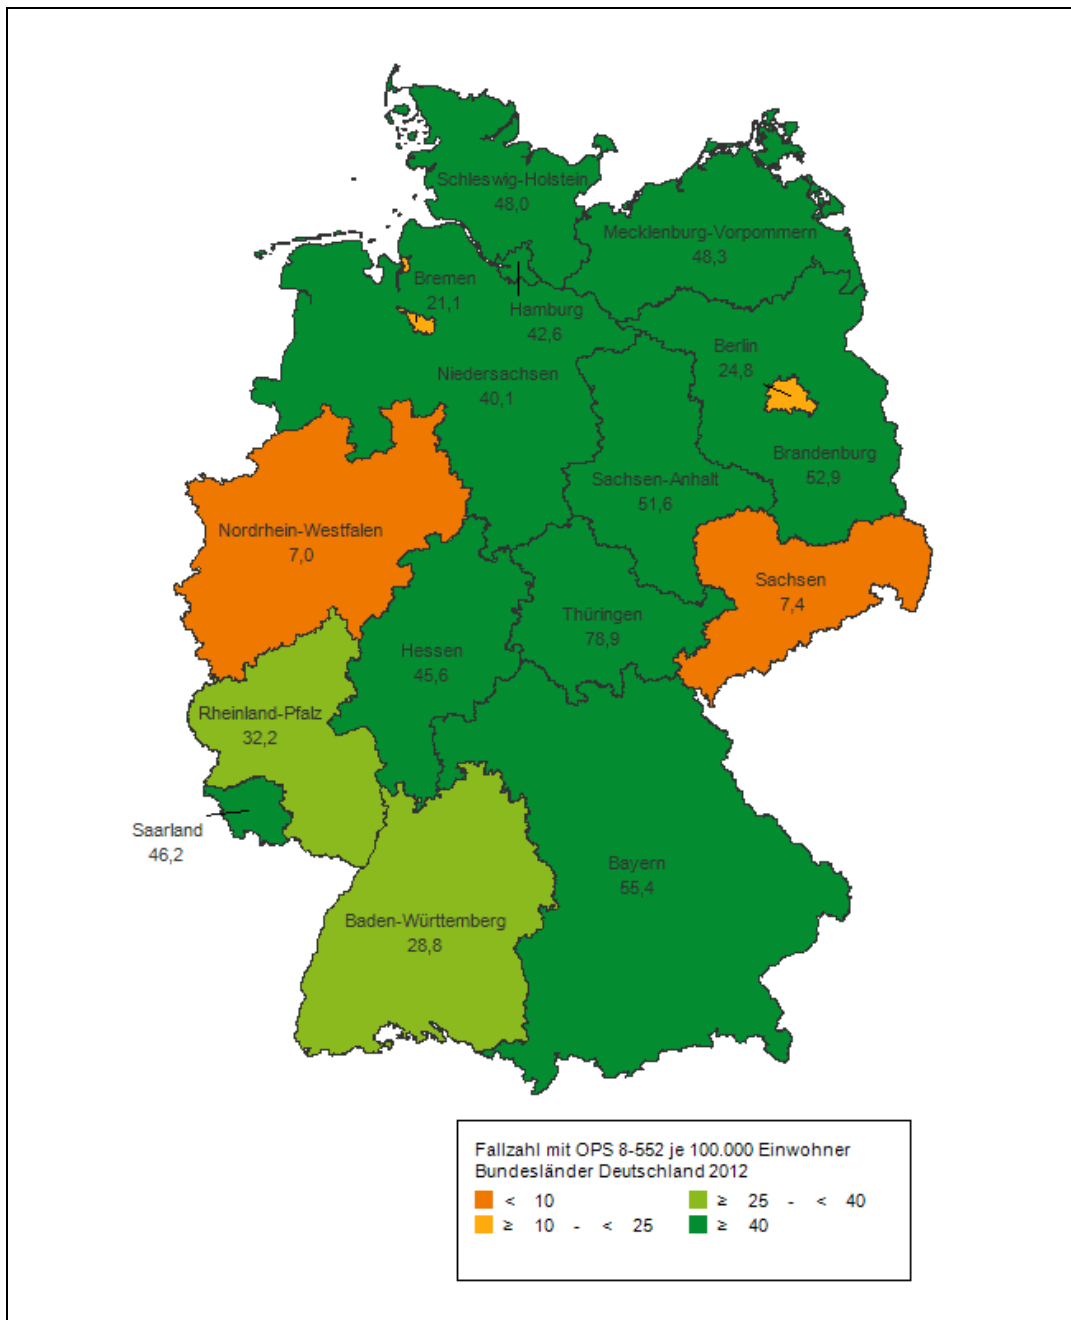 Schleswig-Holstein
48,0
Mecklenburg-Vorpommern
48,3
Bremen
21,1
Hamburg
42,6
Berlin
24,8
Niedersachsen
40,1
Brandenburg
52,9
Sachsen-Anhalt
51,6
Nordrhein-Westfalen
7,0
Sachsen
7,4
Thüringen
78,9
Hessen
45,6
Rheinland-Pfalz
32,2
Saarland
46,2
Bayern
55,4
Baden-Württemberg
28,8
Fallzahl mit OPS 8-552 je 100.000 Einwohner
Bundesländer Deutschland 2012
< 10
≥ 25 - < 40
≥ 10 - < 25
≥ 40